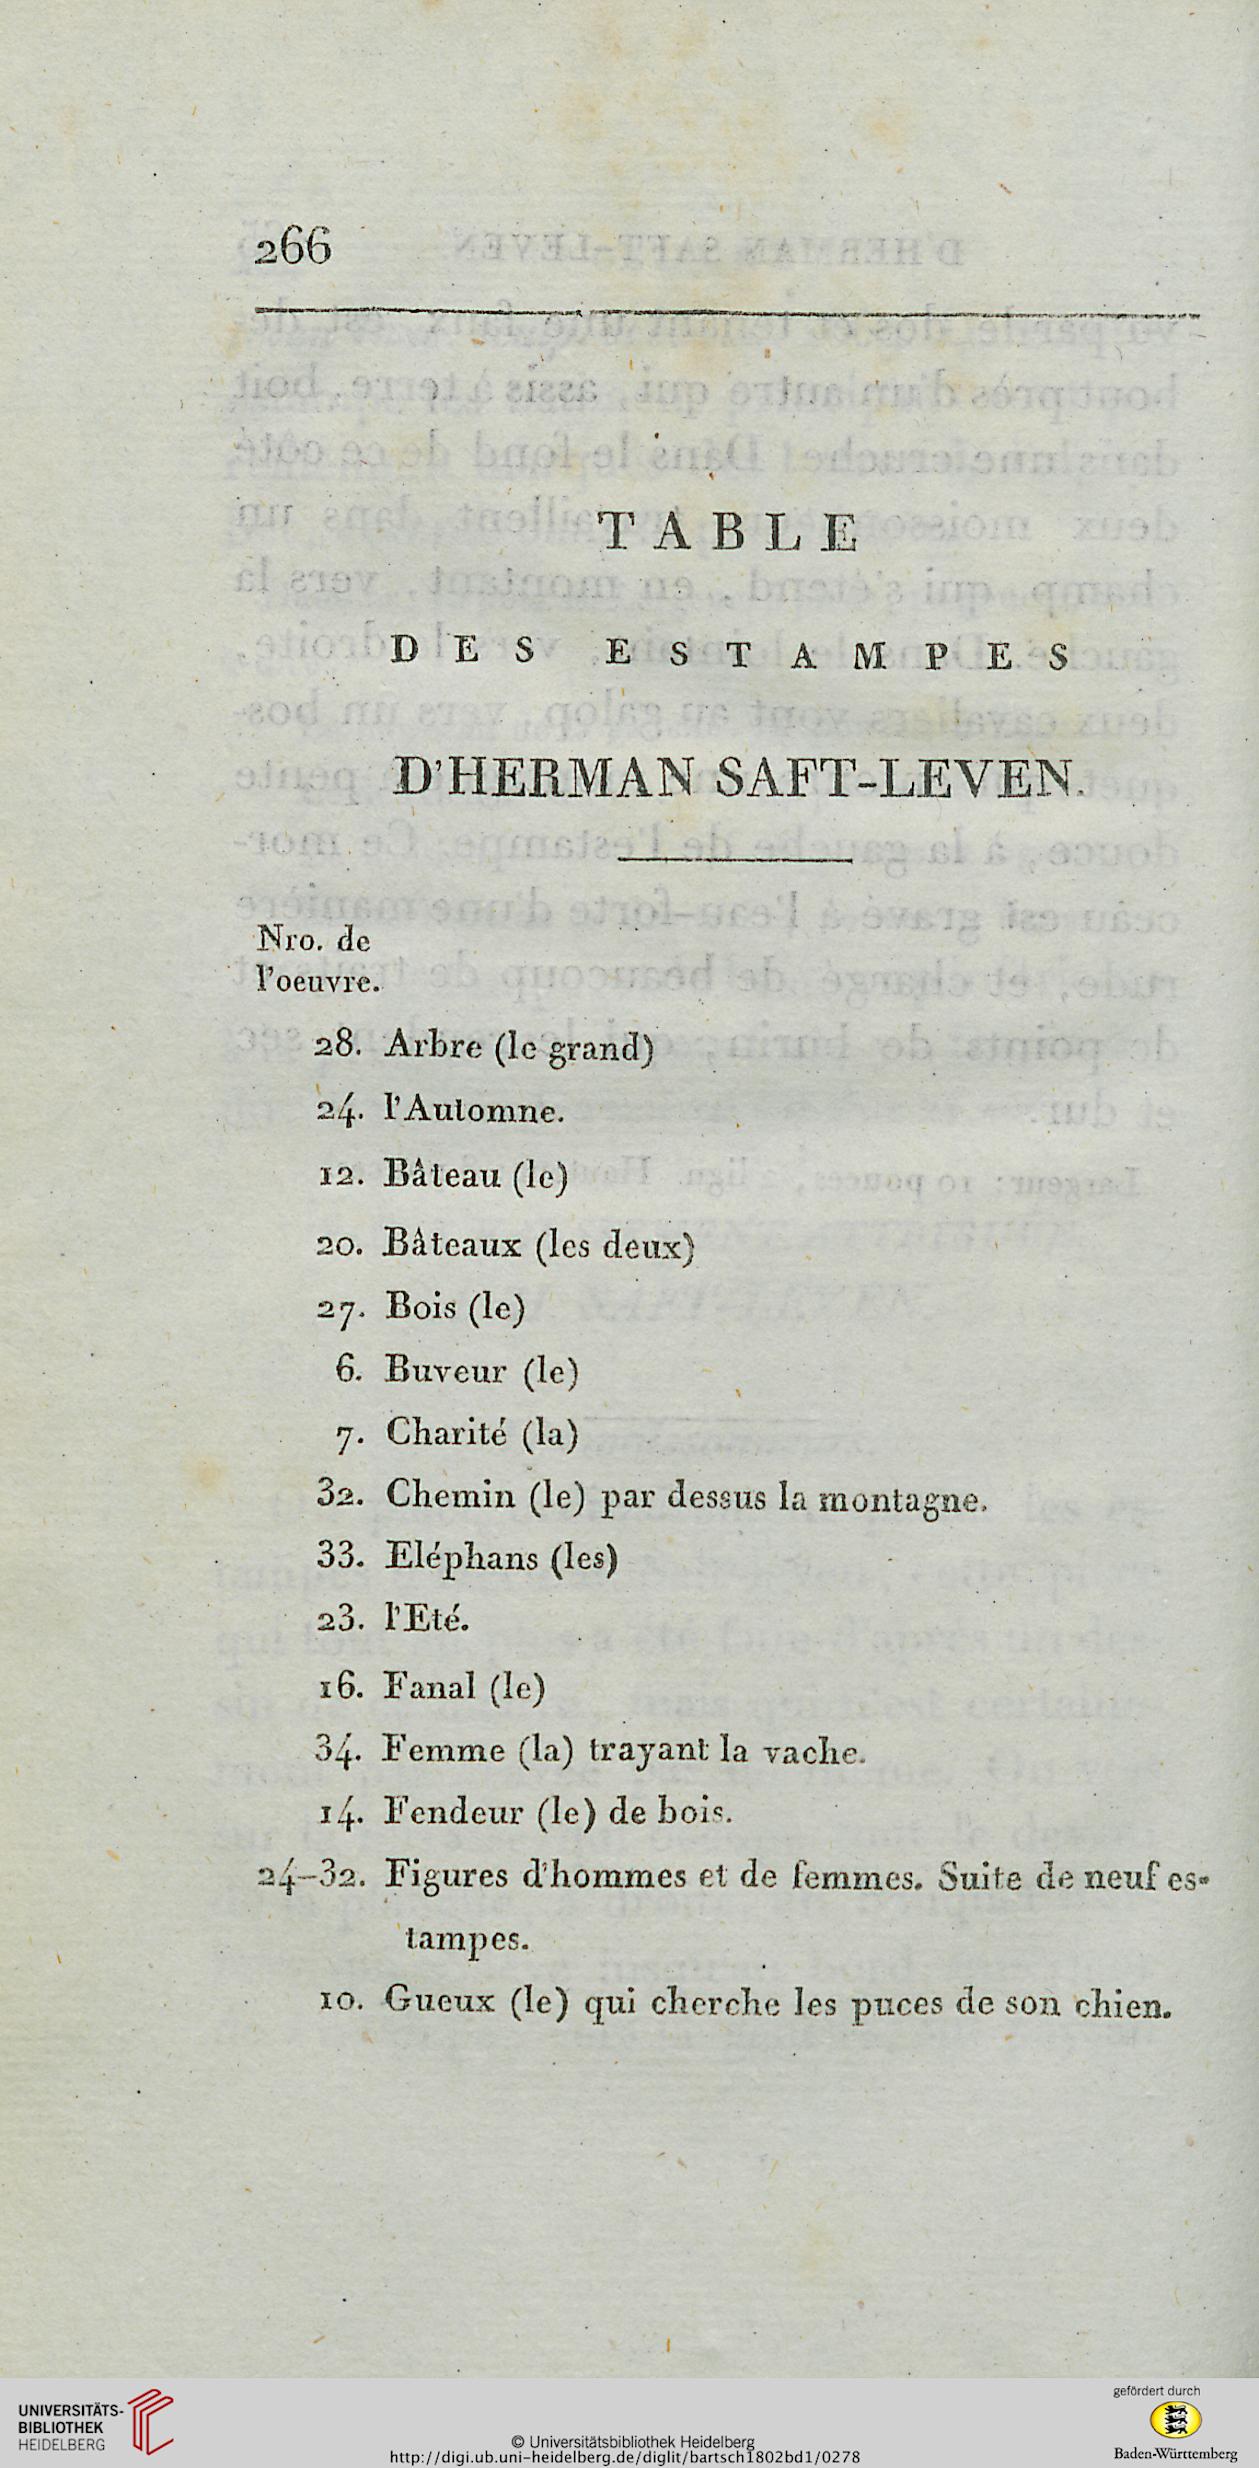 266
TABLE
DES ESTAMPES
D'HERMAN SAFT-LEVEN.
Nro. de
l'oeuvre.
28. Arbre (le grand)
24. l'Automne.
12. Bâteau (le)
20. Bâteaux (les deux)
27. Bois (le)
6. Buveur (le)
7. Charité (la)
32. Chemin (le) par dessus la montagne.
33. Eléphans (les)
23. l'Eté.
16. Fanal (le)
34. Femme (la) trayant la vache.
14. Fendeur (le) de bois.
24-32. Figures d'hommes et de femmes. Suite de neuf es-
tampes.
10. Gueux (le) qui cherche les puces de son chien.
UNIVERSITÄTS-
BIBLIOTHEK
HEIDELBERG
© Universitätsbibliothek Heidelberg
http://digi.ub.uni-heidelberg.de/diglit/bartsch1802bd1/0278
gefördert durch
Baden-Württemberg